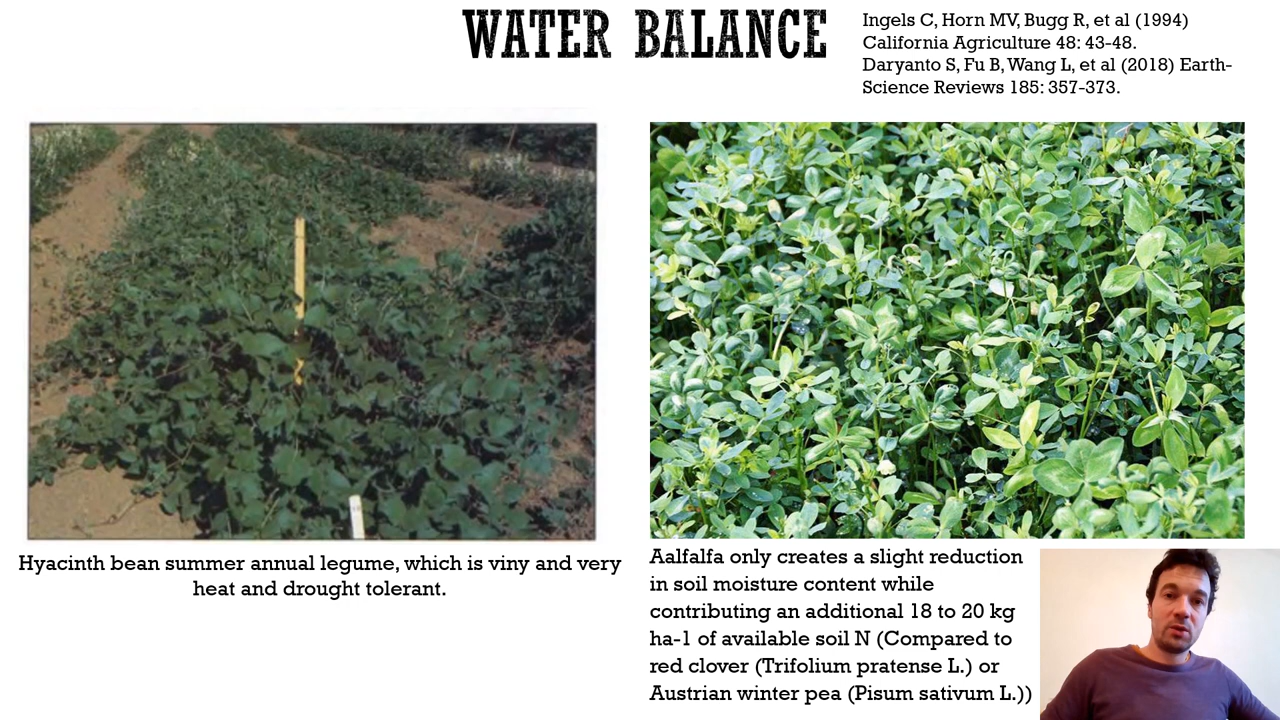 WATER BALANCE
Ingels C, Horn MV, Bugg R, et al (1994)
California Agriculture 48: 43-48.
Daryanto S, Fu B, Wang L, et al (2018) Earth-
Science Reviews 185: 357-373.
Hyacinth bean summer annual legume, which is viny and very
heat and drought tolerant.
Aalfalfa only creates a slight reduction
in soil moisture content while
contributing an additional 18 to 20 kg
ha-1 of available soil N (Compared to
red clover (Trifolium pratense L.) or
Austrian winter pea (Pisum sativum L.))